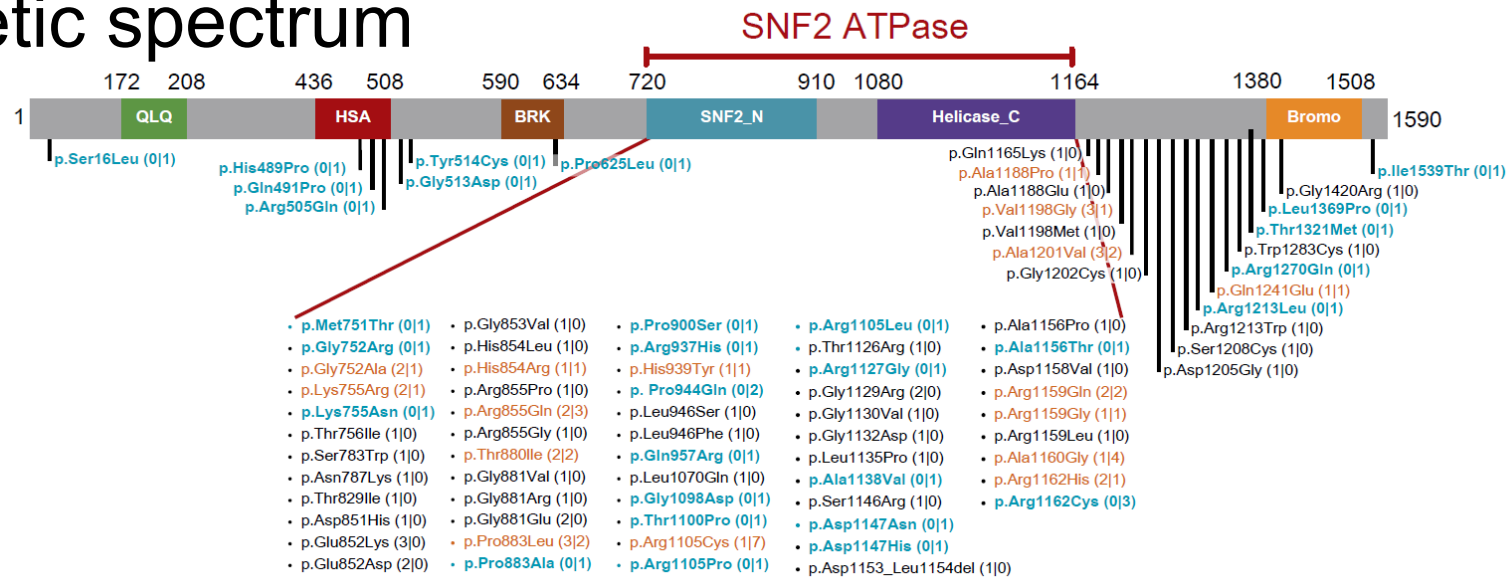 etic spectrum
SNF2 ATPase
172 208 436 508 590 634 720 910 1080 1164 1380 1508
1 QLQ HSA BRK SNF2_N Helicase_C Bromo 1590
p.Ser16Leu (0|1)
p.His489Pro (0|1)
p.Gln491Pro (0|1)
p.Arg505Gln (0|1)
p.Tyr514Cys (0|1)
p.Gly513Asp (0|1)
p.Pro625Leu (0|1)
p.Gln1165Lys (1|0)
p.Ala1188Pro (1|1)
p.Ala1188Glu (1|0)
p.Val1198Gly (3|1)
p.Val1198Met (1|0)
p.Ala1201Val (3|2)
p.Gly1202Cys (1|0)
p.Ile1539Thr (0|1)
p.Gly1420Arg (1|0)
p.Leu1369Pro (0|1)
p.Thr1321Met (0|1)
p.Trp1283Cys (1|0)
p.Arg1270Gln (0|1)
p.Gln1241Glu (1|1)
p.Arg1213Leu (0|1)
p.Arg1213Trp (1|0)
p.Ser1208Cys (1|0)
p.Asp1205Gly (1|0)
• p.Met751Thr (0|1)
• p.Gly752Arg (0|1)
• p.Gly752Ala (2|1)
• p.Lys755Arg (2|1)
• p.Lys755Asn (0|1)
• p.Thr756Ile (1|0)
• p.Ser783Trp (1|0)
• p.Asn787Lys (1|0)
• p.Thr829Ile (1|0)
• p.Asp851His (1|0)
• p.Glu852Lys (3|0)
• p.Glu852Asp (2|0)
• p.Gly853Val (1|0)
• p.His854Leu (1|0)
• p.His854Arg (1|1)
• p.Arg855Pro (1|0)
• p.Arg855Gln (2|3)
• p.Arg855Gly (1|0)
• p.Thr880Ile (2|2)
• p.Gly881Val (1|0)
• p.Gly881Arg (1|0)
• p.Gly881Glu (2|0)
• p.Pro883Leu (3|2)
• p.Pro883Ala (0|1)
• p.Pro900Ser (0|1)
• p.Arg937His (0|1)
• p.His939Tyr (1|1)
• p. Pro944Gln (0|2)
• p.Leu946Ser (1|0)
• p.Leu946Phe (1|0)
• p.Gln957Arg (0|1)
• p.Leu1070Gln (1|0)
• p.Gly1098Asp (0|1)
• p.Thr1100Pro (0|1)
• p.Arg1105Cys (1|7)
• p.Arg1105Pro (0|1)
• p.Arg1105Leu (0|1)
• p.Thr1126Arg (1|0)
• p.Arg1127Gly (0|1)
• p.Gly1129Arg (2|0)
• p.Gly1130Val (1|0)
• p.Gly1132Asp (1|0)
• p.Leu1135Pro (1|0)
• p.Ala1138Val (0|1)
• p.Ser1146Arg (1|0)
• p.Asp1147Asn (0|1)
• p.Asp1147His (0|1)
• p.Asp1153_Leu1154del (1|0)
• p.Ala1156Pro (1|0)
• p.Ala1156Thr (0|1)
• p.Asp1158Val (1|0)
• p.Arg1159Gln (2|2)
• p.Arg1159Gly (1|1)
• p.Arg1159Leu (1|0)
• p.Ala1160Gly (1|4)
• p.Arg1162His (2|1)
• p.Arg1162Cys (0|3)